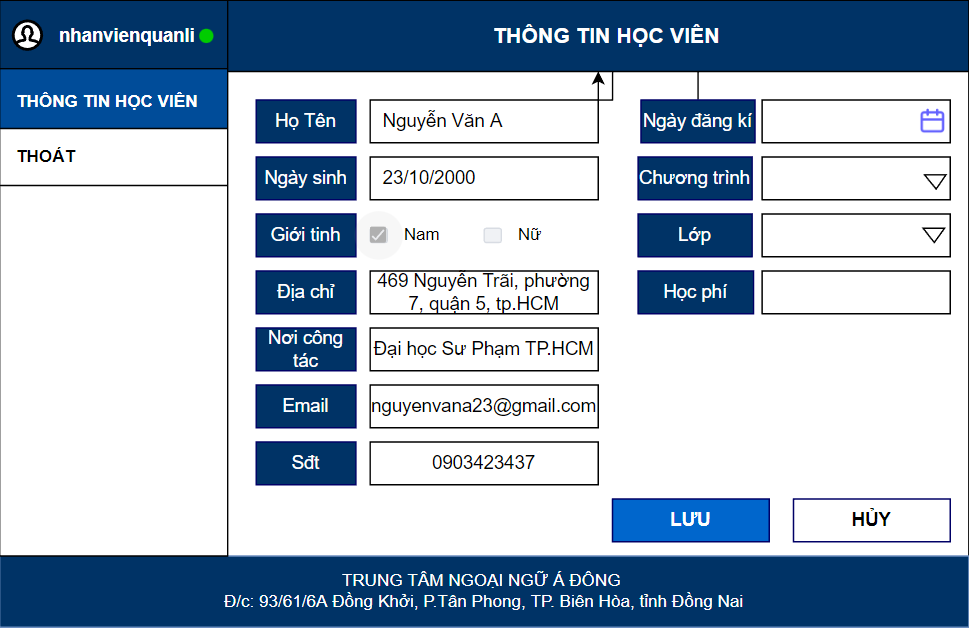 nhanvienquanli
THÔNG TIN HỌC VIÊN
THÔNG TIN HỌC VIÊN
THOÁT
Họ Tên
Nguyễn Văn A
Ngày đăng kí
Ngày sinh
23/10/2000
Chương trình
Giới tinh
Nam
Nữ
Lớp
Địa chỉ
469 Nguyên Trãi, phường
7, quận 5, tp.HCM
Học phí
Nơi công
tác
Đại học Sư Phạm TP.HCM
Email
nguyenvana23@gmail.com
Sđt
0903423437
LƯU
HỦY
TRUNG TÂM NGOẠI NGỮ Á ĐÔNG
Đ/c: 93/61/6A Đồng Khởi, P.Tân Phong, TP. Biên Hòa, tỉnh Đồng Nai